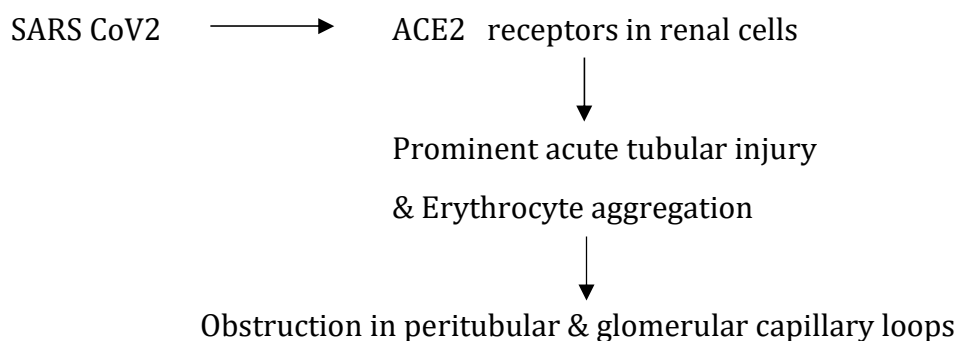 SARS CoV2 ACE2 receptors in renal cells
Prominent acute tubular injury
& Erythrocyte aggregation
Obstruction in peritubular & glomerular capillary loops